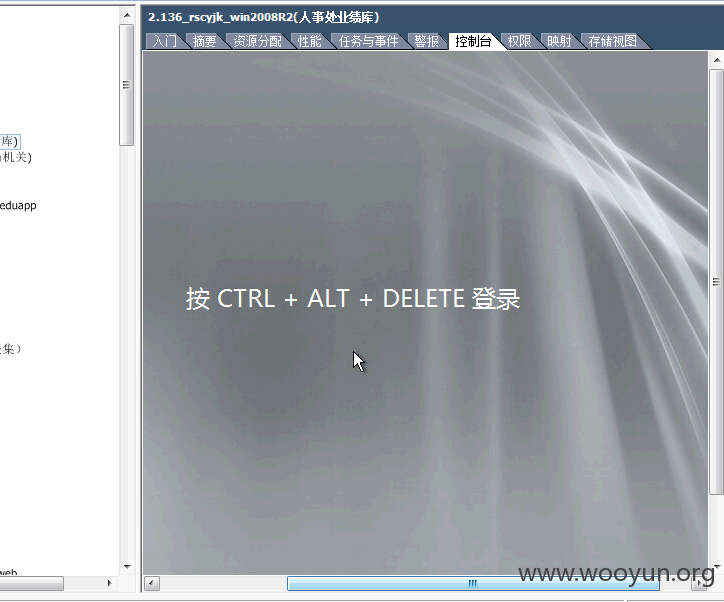 2.136_rscyjk_win2008R2(人事处业绩库)
入门 摘要 资源分配 性能 任务与事件 警报 控制台 权限 映射 存储视图
库)
机关)
eduapp
集）
按 CTRL + ALT + DELETE 登录
web
www.wooyun.org